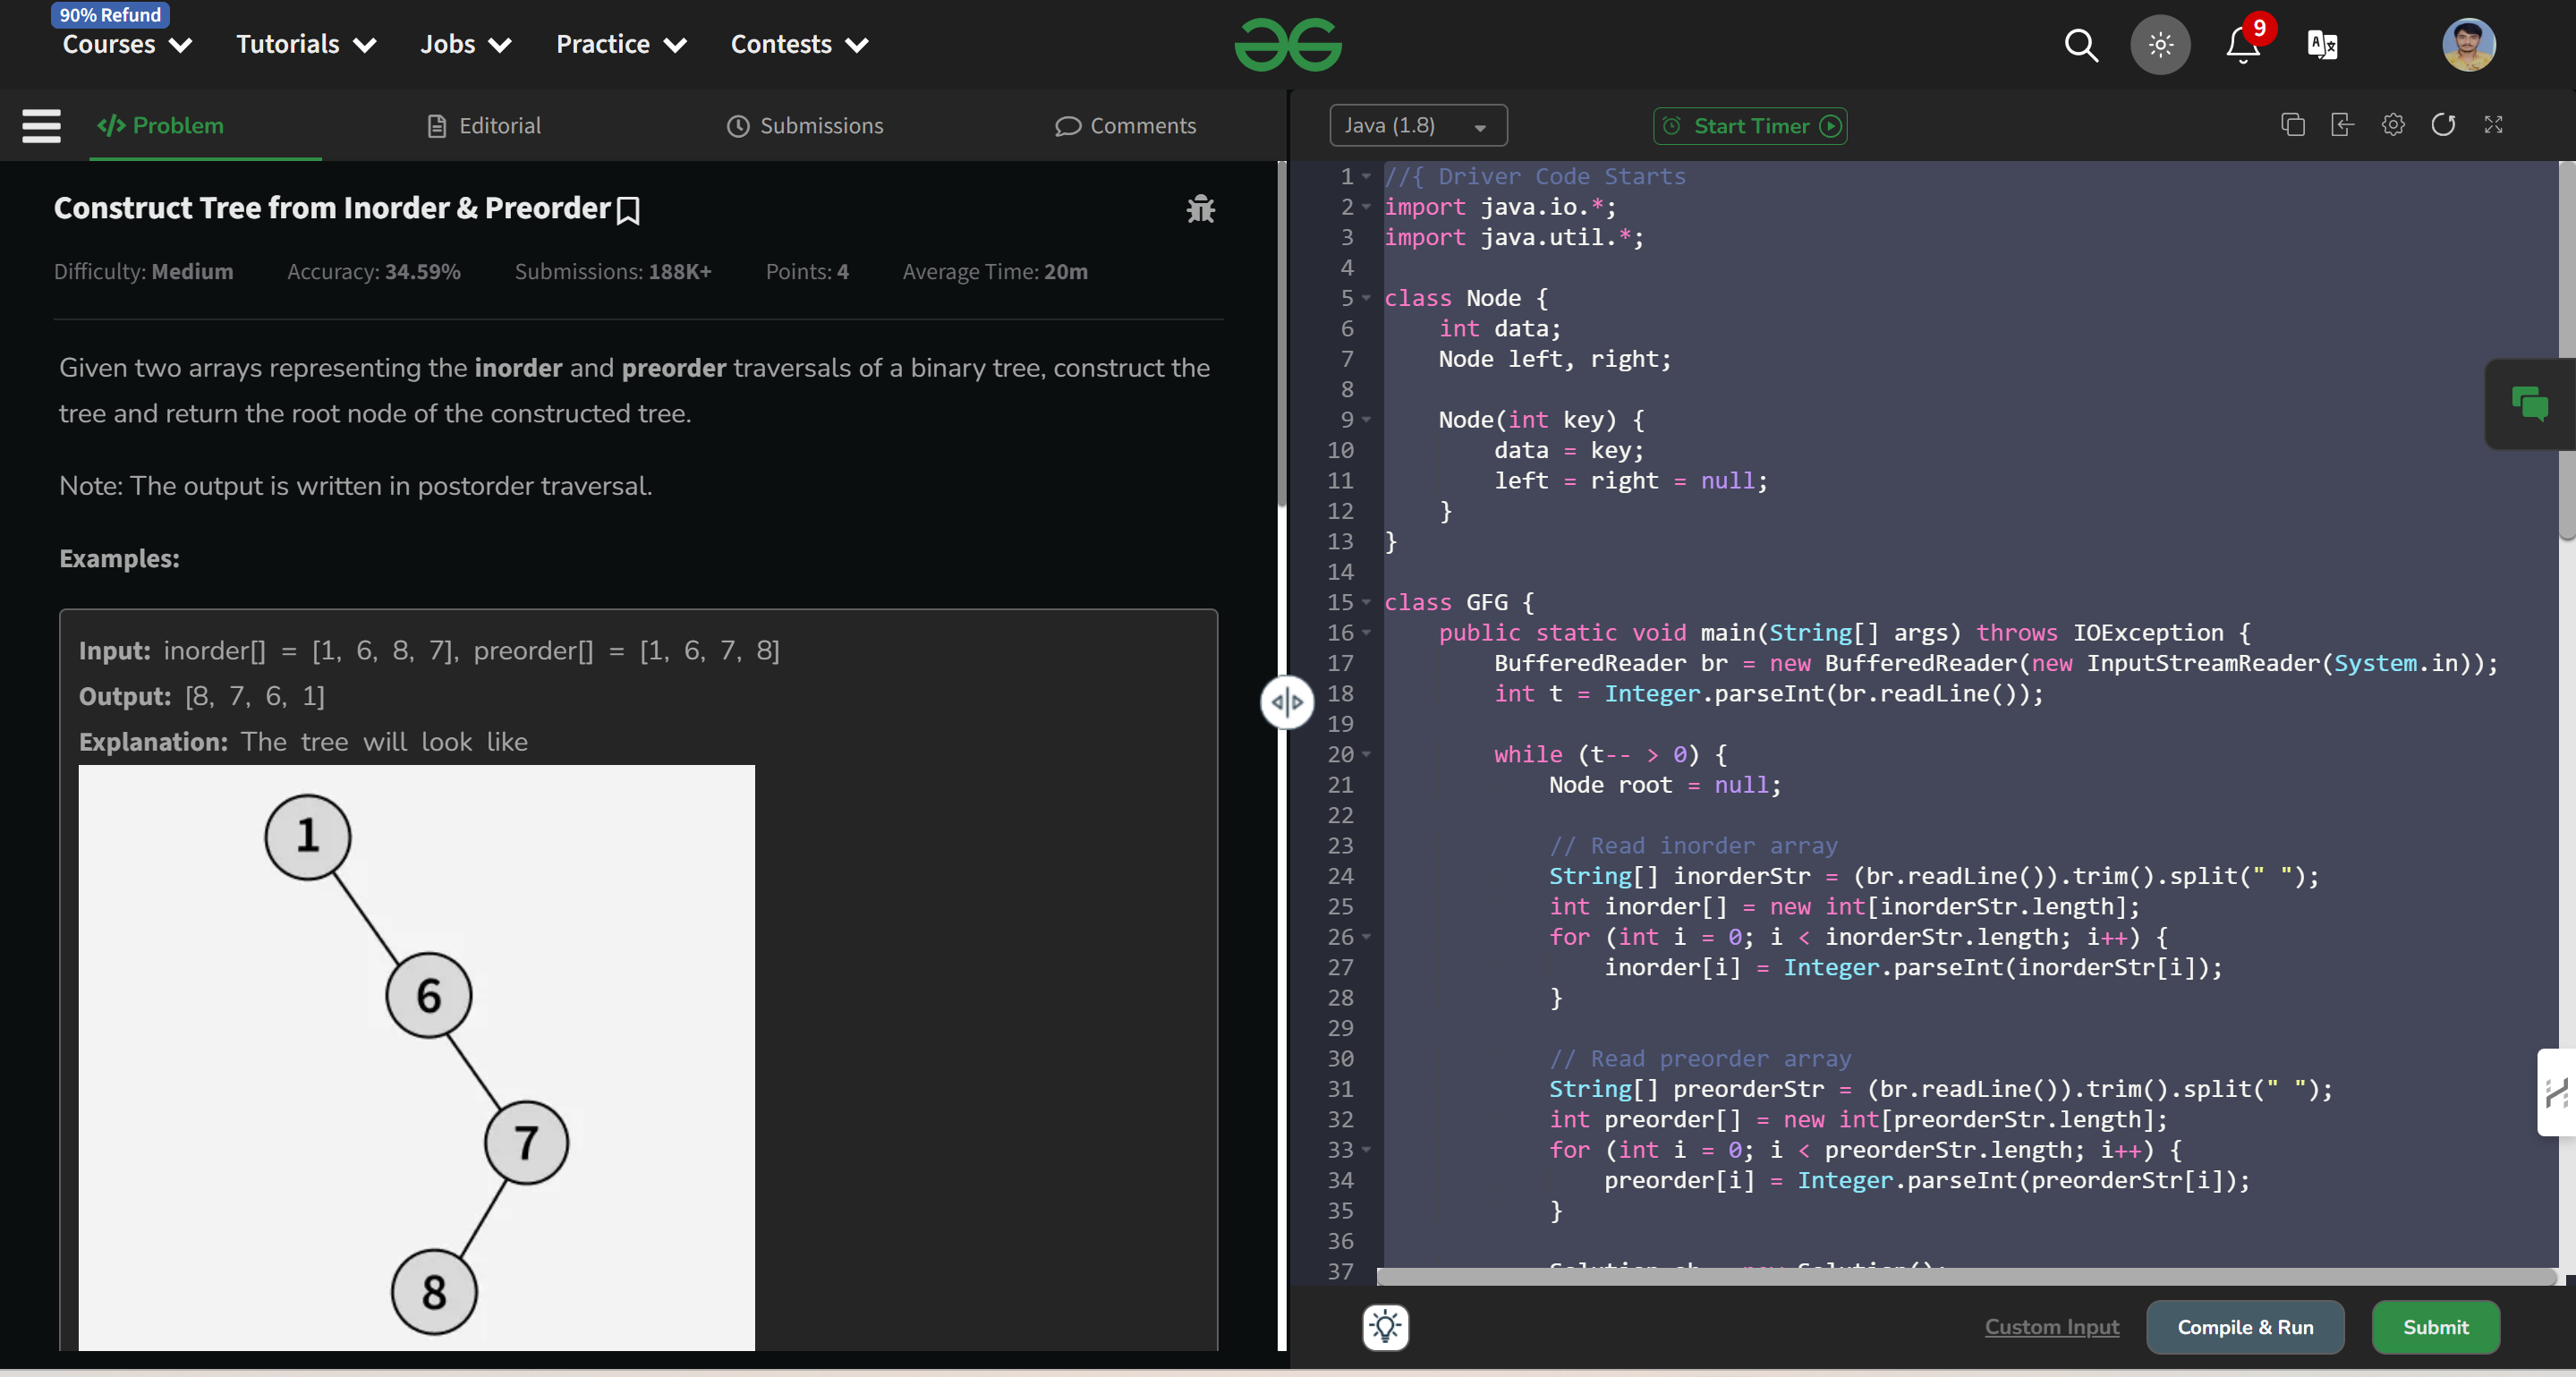 90% Refund
Courses Tutorials Jobs Practice Contests
9
</> Problem Editorial Submissions Comments
Construct Tree from Inorder & Preorder
Difficulty: Medium Accuracy: 34.59% Submissions: 188K+ Points: 4 Average Time: 20m
Given two arrays representing the inorder and preorder traversals of a binary tree, construct the
tree and return the root node of the constructed tree.
Note: The output is written in postorder traversal.
Examples:
Input: inorder[] = [1, 6, 8, 7], preorder[] = [1, 6, 7, 8]
Output: [8, 7, 6, 1]
Explanation: The tree will look like
1
6
7
8
Java (1.8) Start Timer
1 //{ Driver Code Starts
2 import java.io.*;
3 import java.util.*;
4
5 class Node {
6     int data;
7     Node left, right;
8
9     Node(int key) {
10         data = key;
11         left = right = null;
12     }
13 }
14
15 class GFG {
16     public static void main(String[] args) throws IOException {
17         BufferedReader br = new BufferedReader(new InputStreamReader(System.in));
18         int t = Integer.parseInt(br.readLine());
19
20         while (t-- > 0) {
21             Node root = null;
22
23             // Read inorder array
24             String[] inorderStr = (br.readLine()).trim().split(" ");
25             int inorder[] = new int[inorderStr.length];
26             for (int i = 0; i < inorderStr.length; i++) {
27                 inorder[i] = Integer.parseInt(inorderStr[i]);
28             }
29
30             // Read preorder array
31             String[] preorderStr = (br.readLine()).trim().split(" ");
32             int preorder[] = new int[preorderStr.length];
33             for (int i = 0; i < preorderStr.length; i++) {
34                 preorder[i] = Integer.parseInt(preorderStr[i]);
35             }
36
37
Custom Input Compile & Run Submit